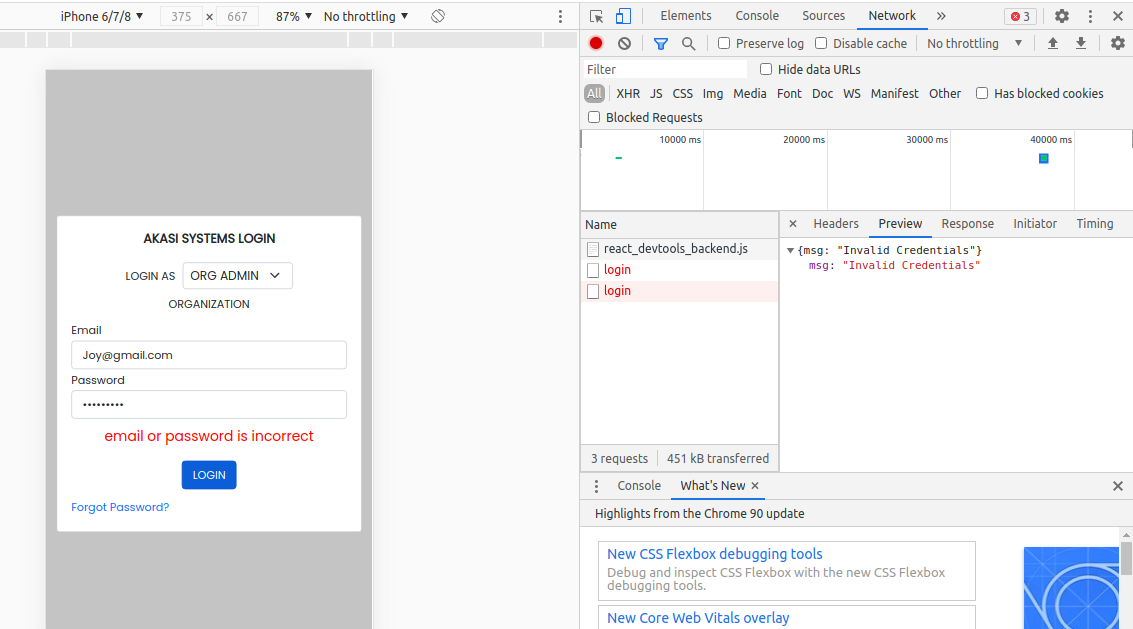 iPhone 6/7/8 ▼ 375 × 667 87% ▼ No throttling ▼
Elements Console Sources Network » 3
Preserve log Disable cache No throttling ▼
Filter Hide data URLs
All XHR JS CSS Img Media Font Doc WS Manifest Other Has blocked cookies
Blocked Requests
10000 ms 20000 ms 30000 ms 40000 ms
Name
react_devtools_backend.js
login
login
3 requests 451 kB transferred
× Headers Preview Response Initiator Timing
▼{msg: "Invalid Credentials"}
msg: "Invalid Credentials"
AKASI SYSTEMS LOGIN
LOGIN AS ORG ADMIN
ORGANIZATION
Email
Joy@gmail.com
Password
•••••••••
email or password is incorrect
LOGIN
Forgot Password?
Console What's New ×
Highlights from the Chrome 90 update
New CSS Flexbox debugging tools
Debug and inspect CSS Flexbox with the new CSS Flexbox
debugging tools.
New Core Web Vitals overlay